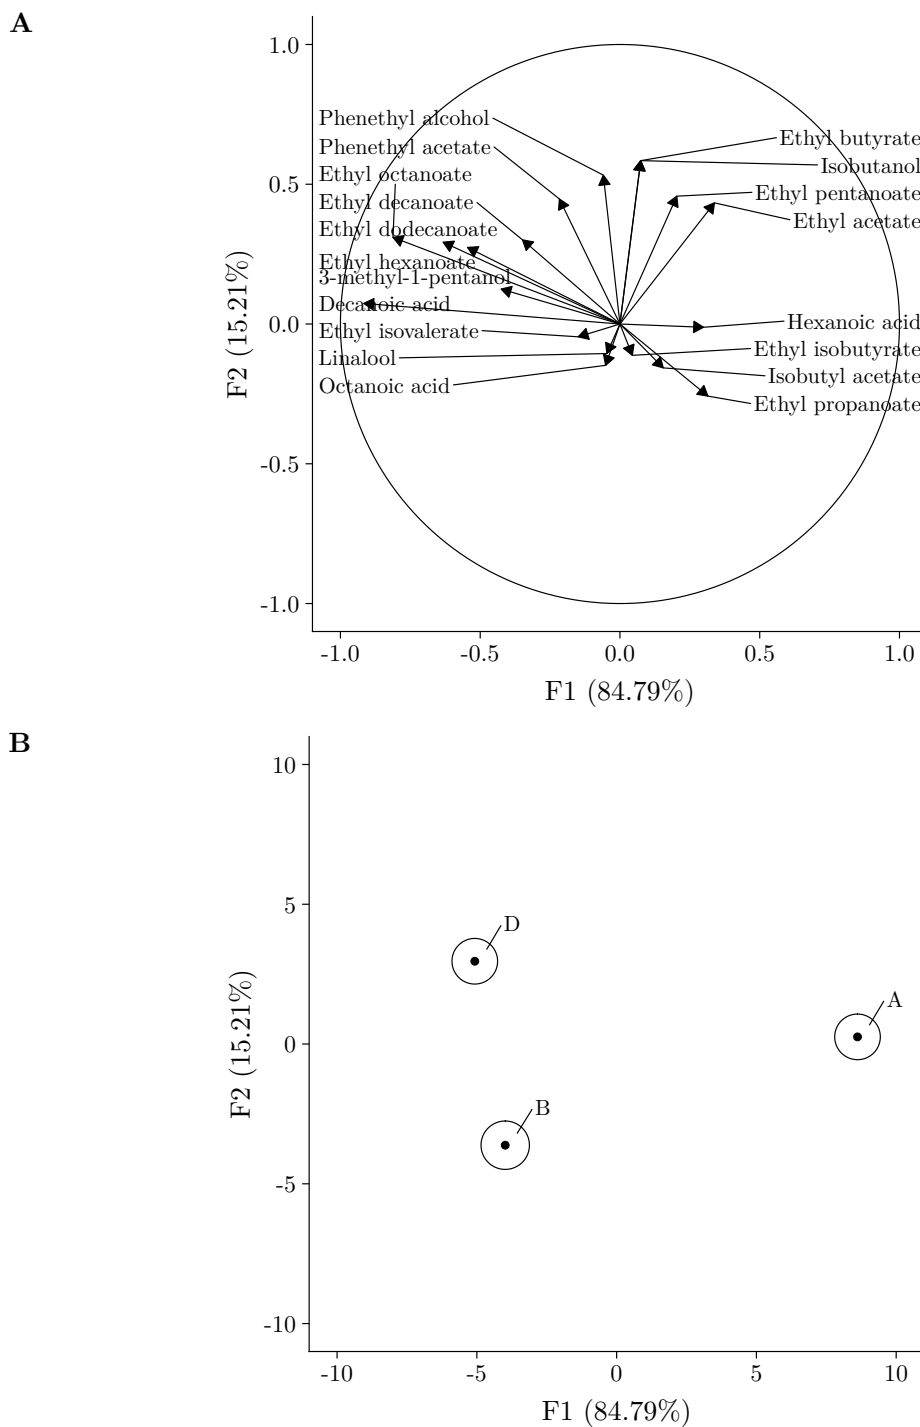 A
1.0
0.5
0.0
-0.5
-1.0
F2 (15.21%)
Phenethyl alcohol
Phenethyl acetate
Ethyl octanoate
Ethyl decanoate
Ethyl dodecanoate
Ethyl hexanoate
3-methyl-1-pentanol
Decanoic acid
Ethyl isovalerate
Linalool
Octanoic acid
Ethyl butyrate
Isobutanol
Ethyl pentanoate
Ethyl acetate
Hexanoic acid
Ethyl isobutyrate
Isobutyl acetate
Ethyl propanoate
-1.0 -0.5 0.0 0.5 1.0
F1 (84.79%)
B
10
5
0
-5
-10
F2 (15.21%)
D
A
B
-10 -5 0 5 10
F1 (84.79%)